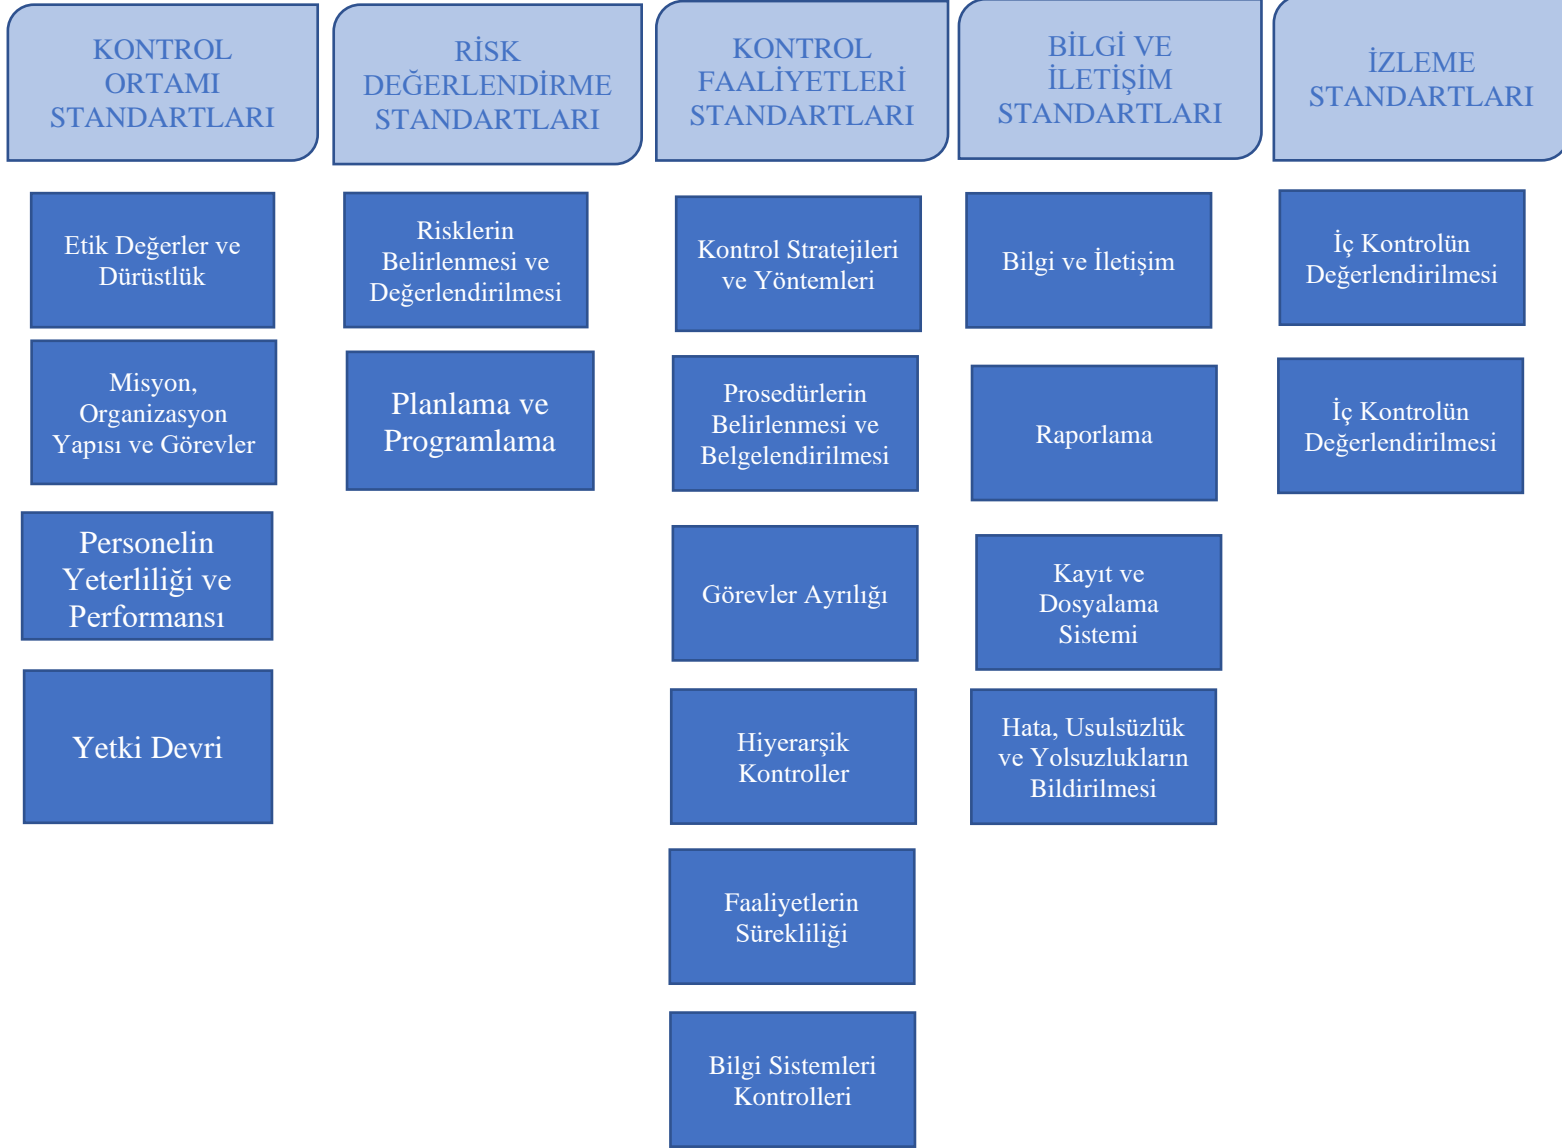 KONTROL
ORTAMI
STANDARTLARI
RİSK
DEĞERLENDİRME
STANDARTLARI
KONTROL
FAALİYETLERİ
STANDARTLARI
BİLGİ VE
İLETİŞİM
STANDARTLARI
İZLEME
STANDARTLARI
Etik Değerler ve
Dürüstlük
Misyon,
Organizasyon
Yapısı ve Görevler
Personelin
Yeterliliği ve
Performansı
Yetki Devri
Risklerin
Belirlenmesi ve
Değerlendirilmesi
Planlama ve
Programlama
Kontrol Stratejileri
ve Yöntemleri
Prosedürlerin
Belirlenmesi ve
Belgelendirilmesi
Görevler Ayrılığı
Hiyerarşik
Kontroller
Faaliyetlerin
Sürekliliği
Bilgi Sistemleri
Kontrolleri
Bilgi ve İletişim
Raporlama
Kayıt ve
Dosyalama
Sistemi
Hata, Usulsüzlük
ve Yolsuzlukların
Bildirilmesi
İç Kontrolün
Değerlendirilmesi
İç Kontrolün
Değerlendirilmesi